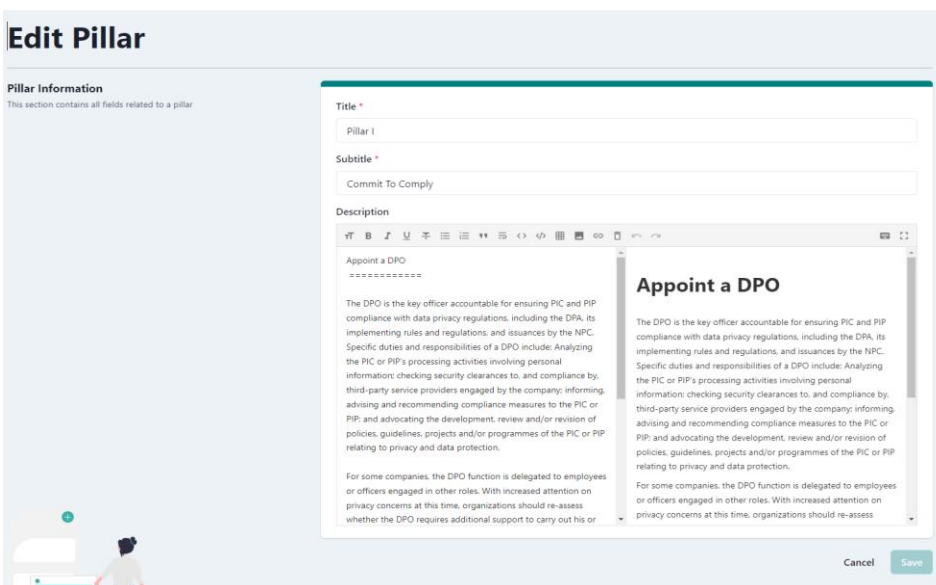 Edit Pillar
Pillar Information
This section contains all fields related to a pillar
Title *
Pillar I
Subtitle *
Commit To Comply
Description
Appoint a DPO
============
The DPO is the key officer accountable for ensuring PIC and PIP
compliance with data privacy regulations, including the DPA, its
implementing rules and regulations, and issuances by the NPC.
Specific duties and responsibilities of a DPO include: Analyzing
the PIC or PIP's processing activities involving personal
information; checking security clearances to, and compliance by,
third-party service providers engaged by the company; informing,
advising and recommending compliance measures to the PIC or
PIP; and advocating the development, review and/or revision of
policies, guidelines, projects and/or programmes of the PIC or PIP
relating to privacy and data protection.
For some companies, the DPO function is delegated to employees
or officers engaged in other roles. With increased attention on
privacy concerns at this time, organizations should re-assess
whether the DPO requires additional support to carry out his or
Appoint a DPO
The DPO is the key officer accountable for ensuring PIC and PIP
compliance with data privacy regulations, including the DPA, its
implementing rules and regulations, and issuances by the NPC.
Specific duties and responsibilities of a DPO include: Analyzing
the PIC or PIP's processing activities involving personal
information; checking security clearances to, and compliance by,
third-party service providers engaged by the company; informing,
advising and recommending compliance measures to the PIC or
PIP; and advocating the development, review and/or revision of
policies, guidelines, projects and/or programmes of the PIC or PIP
relating to privacy and data protection.
For some companies, the DPO function is delegated to employees
or officers engaged in other roles. With increased attention on
privacy concerns at this time, organizations should re-assess
Cancel
Save